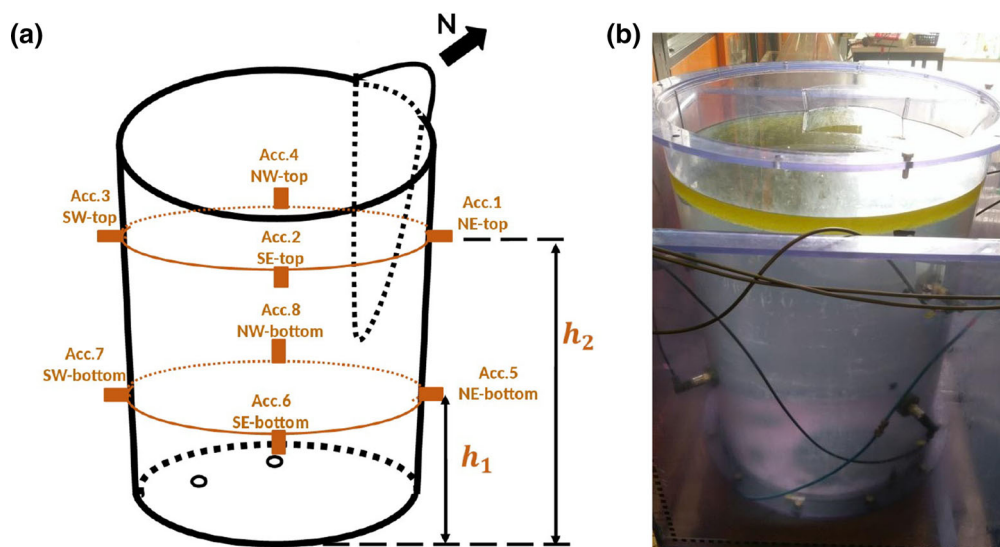 (a)
N
(b)
Acc.4
NW-top
Acc.3
SW-top
Acc.1
NE-top
Acc.2
SE-top
Acc.8
NW-bottom
h2
Acc.7
SW-bottom
Acc.5
NE-bottom
Acc.6
SE-bottom
h1